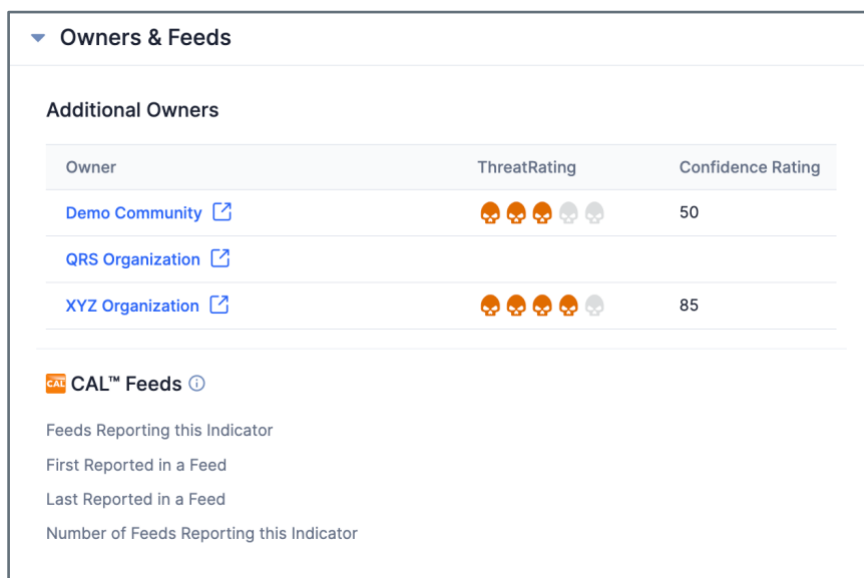 Owners & Feeds
Additional Owners
Owner ThreatRating Confidence Rating
Demo Community 50
QRS Organization
XYZ Organization 85
CAL CAL™ Feeds
Feeds Reporting this Indicator
First Reported in a Feed
Last Reported in a Feed
Number of Feeds Reporting this Indicator